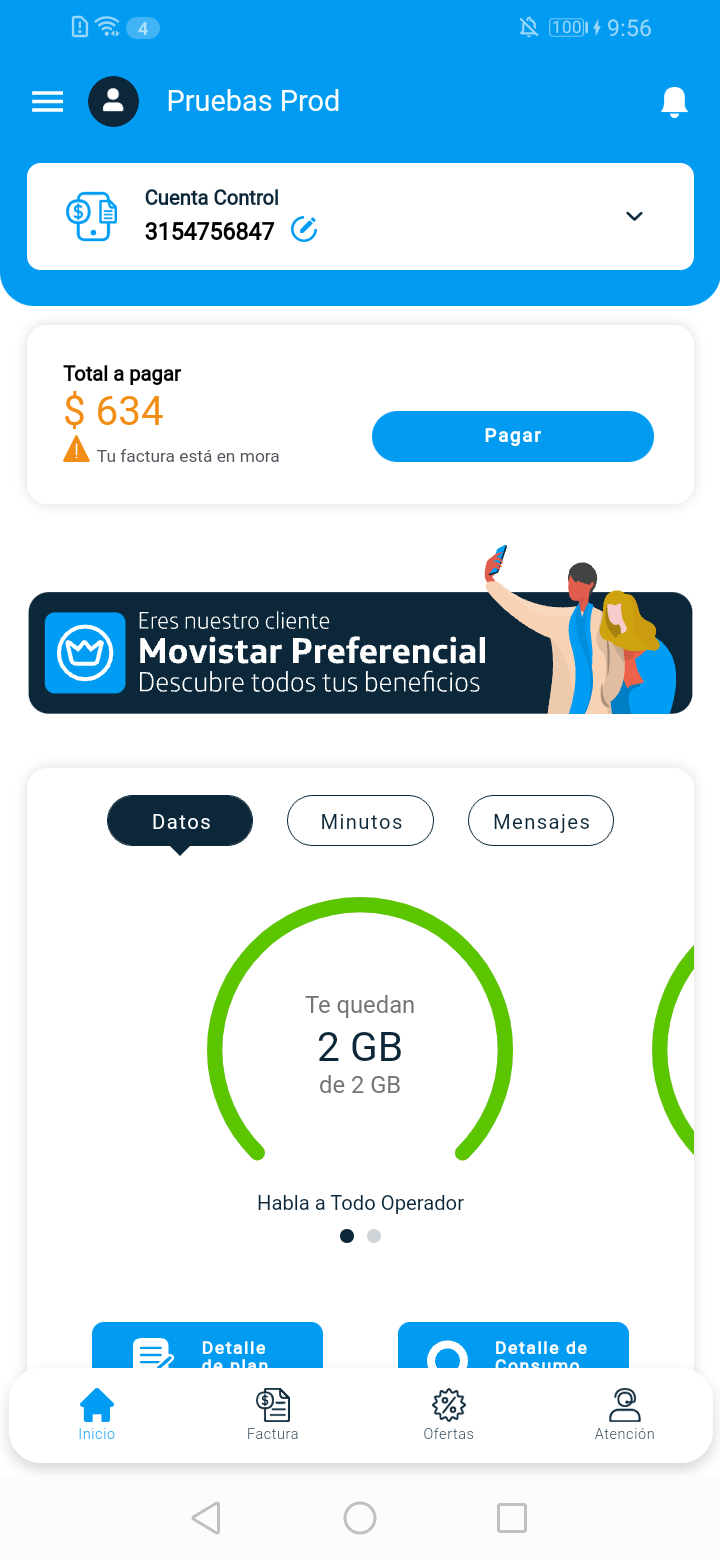 4
100
9:56
Pruebas Prod
Cuenta Control
3154756847
Total a pagar
$ 634
Tu factura está en mora
Pagar
Eres nuestro cliente
Movistar Preferencial
Descubre todos tus beneficios
Datos
Minutos
Mensajes
Te quedan
2 GB
de 2 GB
Habla a Todo Operador
Detalle
de plan
Detalle de
Consumo
Inicio
Factura
Ofertas
Atención